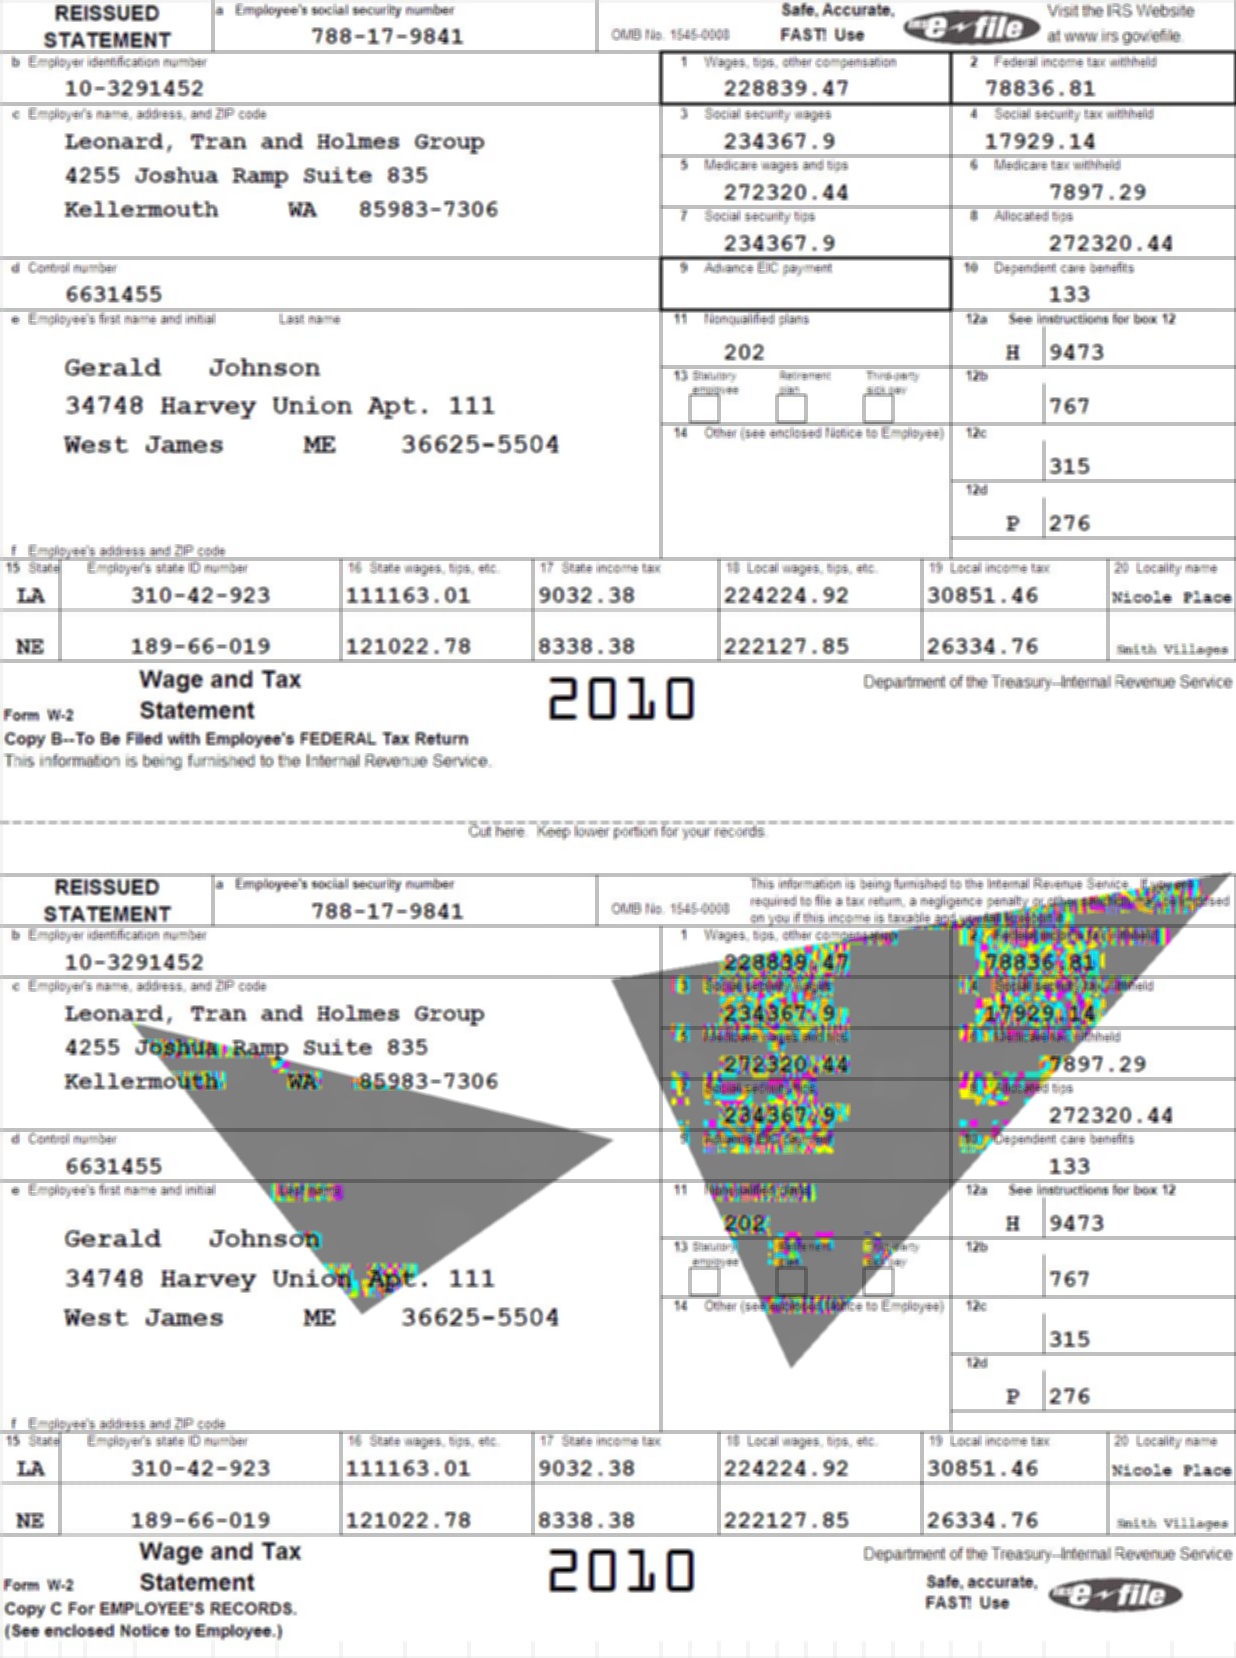 REISSUED STATEMENT
a Employee's social security number
788-17-9841
OMB No. 1545-0008
Safe, Accurate, FAST! Use
IRS e-file
Visit the IRS Website at www.irs.gov/efile.
b Employer identification number
10-3291452
1 Wages, tips, other compensation
228839.47
2 Federal income tax withheld
78836.81
c Employer's name, address, and ZIP code
Leonard, Tran and Holmes Group
4255 Joshua Ramp Suite 835
Kellermouth WA 85983-7306
3 Social security wages
234367.9
4 Social security tax withheld
17929.14
5 Medicare wages and tips
272320.44
6 Medicare tax withheld
7897.29
7 Social security tips
234367.9
8 Allocated tips
272320.44
d Control number
6631455
9 Advance EIC payment
10 Dependent care benefits
133
e Employee's first name and initial Last name
Gerald Johnson
34748 Harvey Union Apt. 111
West James ME 36625-5504
11 Nonqualified plans
202
12a See instructions for box 12
H 9473
13 Statutory employee Retirement plan Third-party sick pay
12b
767
14 Other (see enclosed Notice to Employee)
12c
315
12d
P 276
f Employee's address and ZIP code
15 State Employer's state ID number 16 State wages, tips, etc. 17 State income tax 18 Local wages, tips, etc. 19 Local income tax 20 Locality name
LA 310-42-923 111163.01 9032.38 224224.92 30851.46 Nicole Place
NE 189-66-019 121022.78 8338.38 222127.85 26334.76 Smith Villages
Form W-2
Wage and Tax Statement
2010
Department of the Treasury--Internal Revenue Service
Copy B--To Be Filed with Employee's FEDERAL Tax Return
This information is being furnished to the Internal Revenue Service.
Cut here. Keep lower portion for your records.
REISSUED STATEMENT
a Employee's social security number
788-17-9841
OMB No. 1545-0008
This information is being furnished to the Internal Revenue Service. If you are
required to file a tax return, a negligence penalty or other sanction may be imposed
on you if this income is taxable and you fail to report it.
b Employer identification number
10-3291452
1 Wages, tips, other compensation
228839.47
2 Federal income tax withheld
78836.81
c Employer's name, address, and ZIP code
Leonard, Tran and Holmes Group
4255 Joshua Ramp Suite 835
Kellermouth WA 85983-7306
3 Social security wages
234367.9
4 Social security tax withheld
17929.14
5 Medicare wages and tips
272320.44
6 Medicare tax withheld
7897.29
7 Social security tips
234367.9
8 Allocated tips
272320.44
d Control number
6631455
9 Advance EIC payment
10 Dependent care benefits
133
e Employee's first name and initial Last name
Gerald Johnson
34748 Harvey Union Apt. 111
West James ME 36625-5504
11 Nonqualified plans
202
12a See instructions for box 12
H 9473
13 Statutory employee Retirement plan Third-party sick pay
12b
767
14 Other (see enclosed Notice to Employee)
12c
315
12d
P 276
f Employee's address and ZIP code
15 State Employer's state ID number 16 State wages, tips, etc. 17 State income tax 18 Local wages, tips, etc. 19 Local income tax 20 Locality name
LA 310-42-923 111163.01 9032.38 224224.92 30851.46 Nicole Place
NE 189-66-019 121022.78 8338.38 222127.85 26334.76 Smith Villages
Form W-2
Wage and Tax Statement
2010
Department of the Treasury--Internal Revenue Service
Safe, accurate, FAST! Use
IRS e-file
Copy C For EMPLOYEE'S RECORDS.
(See enclosed Notice to Employee.)